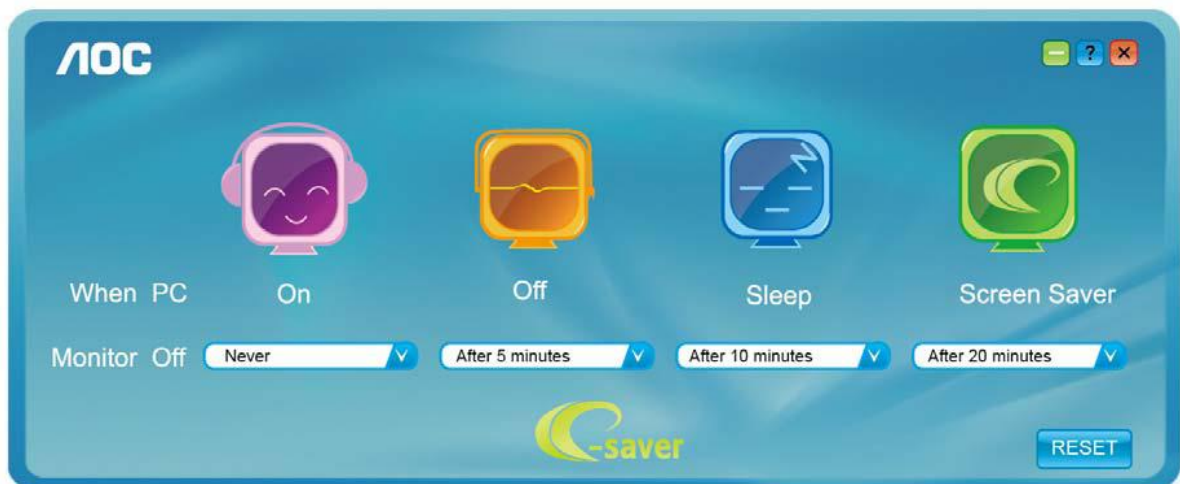 AOC
?
When PC On Off Sleep Screen Saver
Monitor Off Never After 5 minutes After 10 minutes After 20 minutes
e-saver
RESET